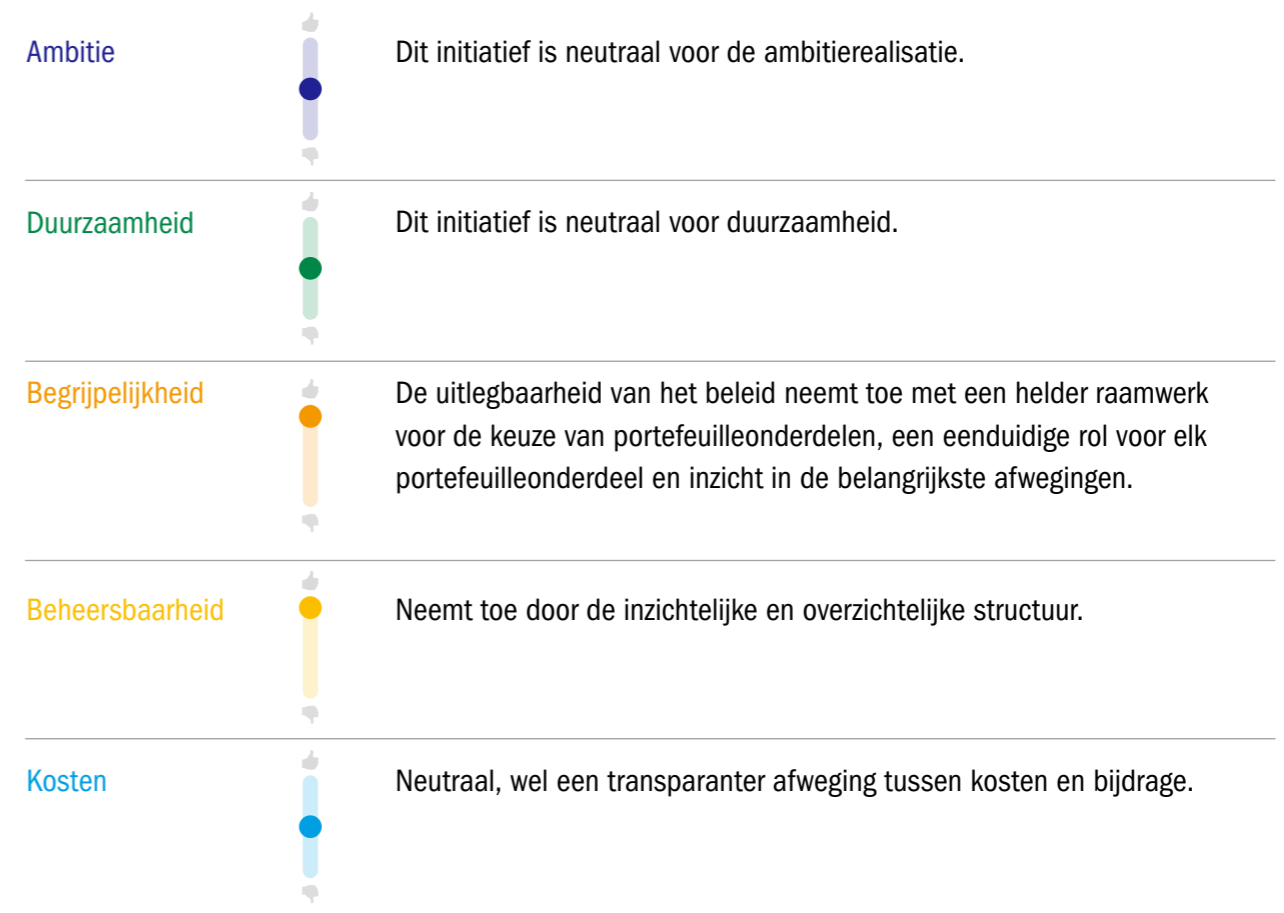 Ambitie
Dit initiatief is neutraal voor de ambitierealisatie.
Duurzaamheid
Dit initiatief is neutraal voor duurzaamheid.
Begrijpelijkheid
De uitlegbaarheid van het beleid neemt toe met een helder raamwerk
voor de keuze van portefeuilleonderdelen, een eenduidige rol voor elk
portefeuilleonderdeel en inzicht in de belangrijkste afwegingen.
Beheersbaarheid
Neemt toe door de inzichtelijke en overzichtelijke structuur.
Kosten
Neutraal, wel een transparanter afweging tussen kosten en bijdrage.